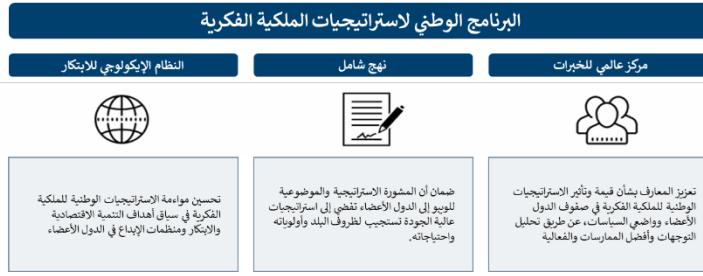 البرنامج الوطني لاستراتيجيات الملكية الفكرية
مركز عالمي للخبرات
نهج شامل
النظام الإيكولوجي للابتكار
تعزيز المعارف بشأن قيمة وتأثير الاستراتيجيات
الوطنية للملكية الفكرية في صفوف الدول
الأعضاء وواضعي السياسات، عن طريق تحليل
التوجهات وأفضل الممارسات والفعالية
ضمان أن المشورة الاستراتيجية والموضوعية
للويبو إلى الدول الأعضاء تفضي إلى استراتيجيات
عالية الجودة تستجيب لظروف البلد وأولوياته
واحتياجاته.
تحسين مواءمة الاستراتيجيات الوطنية للملكية
الفكرية في سياق أهداف التنمية الاقتصادية
والابتكار ومنظمات الإبداع في الدول الأعضاء